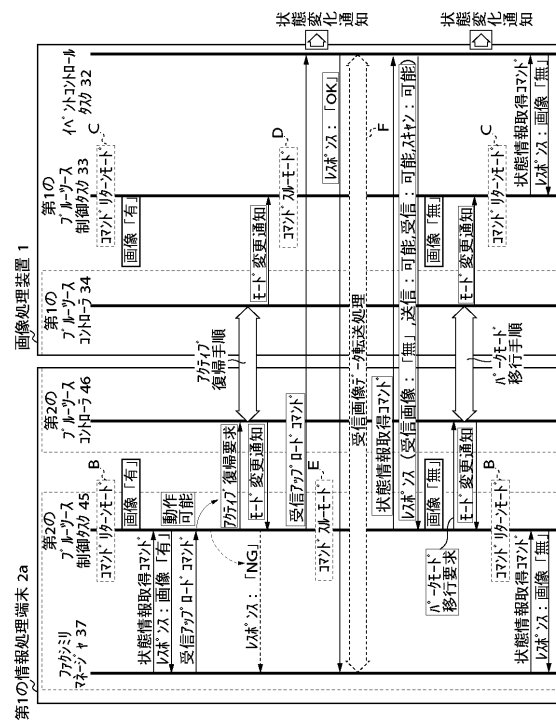 第1の情報処理端末 2a
ファクシミリ
マネージャ 37
第2の
ブルーツース
制御タスク 45
第2の
ブルーツース
コントローラ 46
画像処理装置 1
第1の
ブルーツース
コントローラ 34
第1の
ブルーツース
制御タスク 33
イベントコントロール
タスク 32
コマンドリターンモード
B
コマンドリターンモード
C
画像「有」
画像「有」
状態情報取得コマンド
レスポンス：画像「有」
動作
可能
受信アップロードコマンド
アクティブ復帰要求
アクティブ
復帰手順
モード変更通知
モード変更通知
レスポンス：「NG」
コマンドスルーモード
D
状態
変化
通知
受信アップロードコマンド
コマンドスルーモード
E
レスポンス：「OK」
受信画像データ転送処理
F
状態情報取得コマンド
レスポンス（受信画像：「無」,送信：可能,受信：可能,スキャン：可能)
画像「無」
画像「無」
パークモード
移行要求
パークモード
移行手順
モード変更通知
モード変更通知
状態
変化
通知
コマンドリターンモード
B
コマンドリターンモード
C
状態情報取得コマンド
レスポンス：画像「無」
状態情報取得コマンド
レスポンス：画像「無」